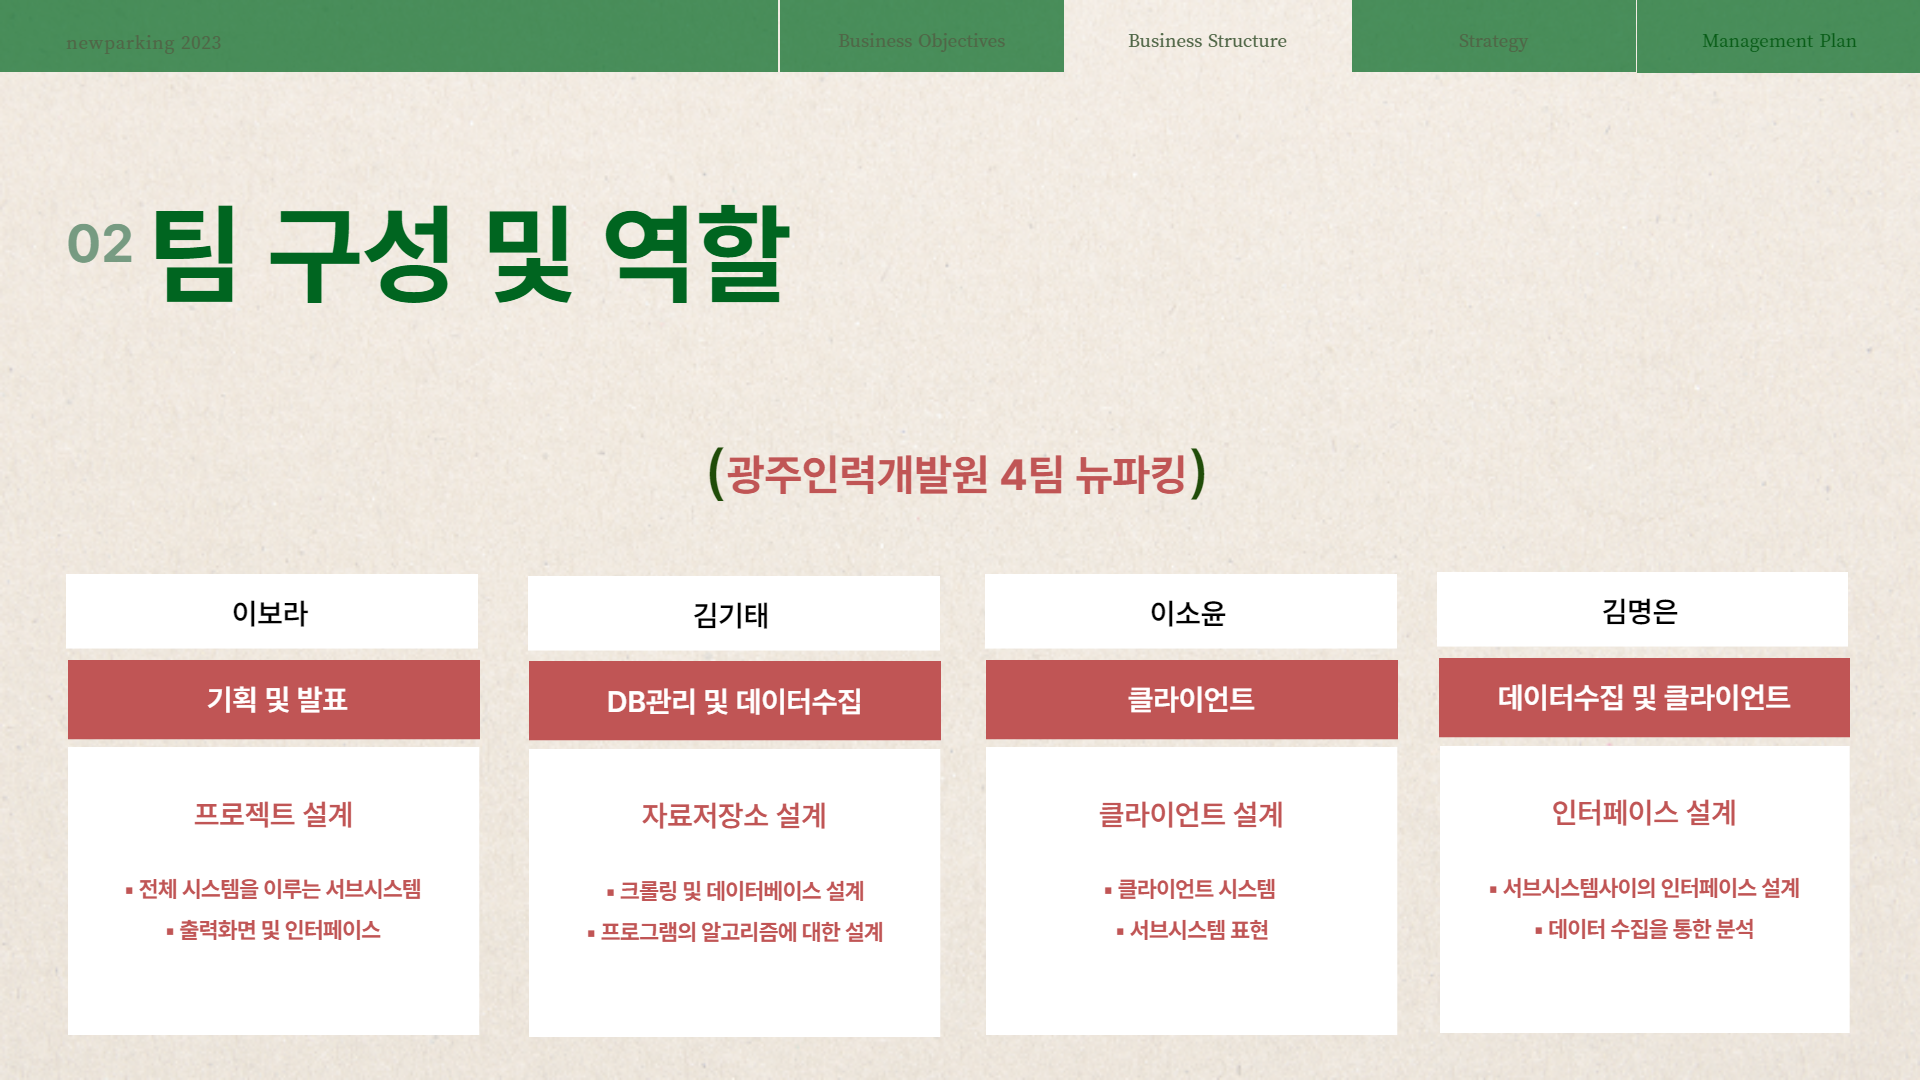 newparking 2023
Business Objectives
Business Structure
Strategy
Management Plan
02 팀 구성 및 역할
(광주인력개발원 4팀 뉴파킹)
이보라
기획 및 발표
프로젝트 설계
▪ 전체 시스템을 이루는 서브시스템
▪ 출력화면 및 인터페이스
김기태
DB관리 및 데이터수집
자료저장소 설계
▪ 크롤링 및 데이터베이스 설계
▪ 프로그램의 알고리즘에 대한 설계
이소윤
클라이언트
클라이언트 설계
▪ 클라이언트 시스템
▪ 서브시스템 표현
김명은
데이터수집 및 클라이언트
인터페이스 설계
▪ 서브시스템사이의 인터페이스 설계
▪ 데이터 수집을 통한 분석